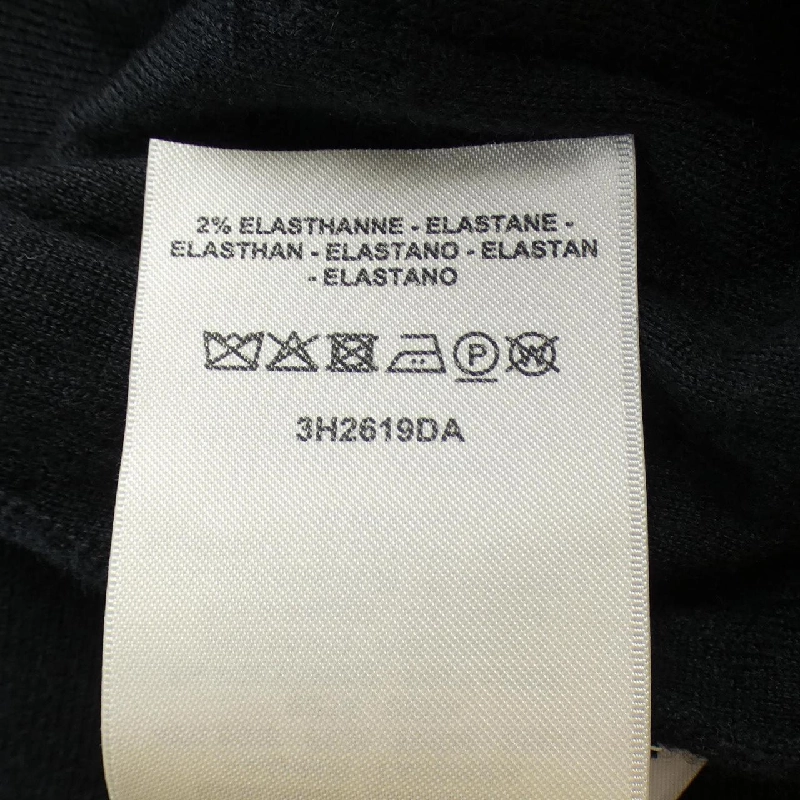 2% ELASTHANNE - ELASTANE -
ELASTHAN - ELASTANO - ELASTAN
- ELASTANO
P W
3H2619DA